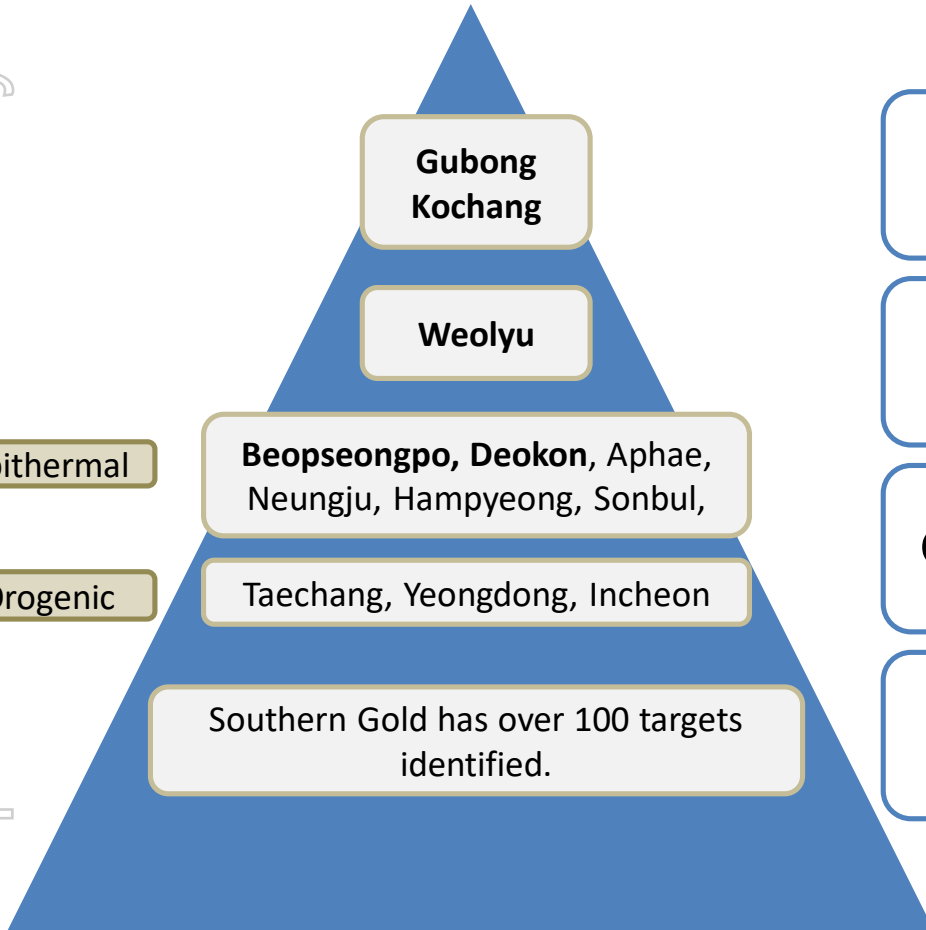 Gubong
Kochang
Weolyu
Beopseongpo, Deokon, Aphae,
Neungju, Hampyeong, Sonbul,
Taechang, Yeongdong, Incheon
Southern Gold has over 100 targets
identified.